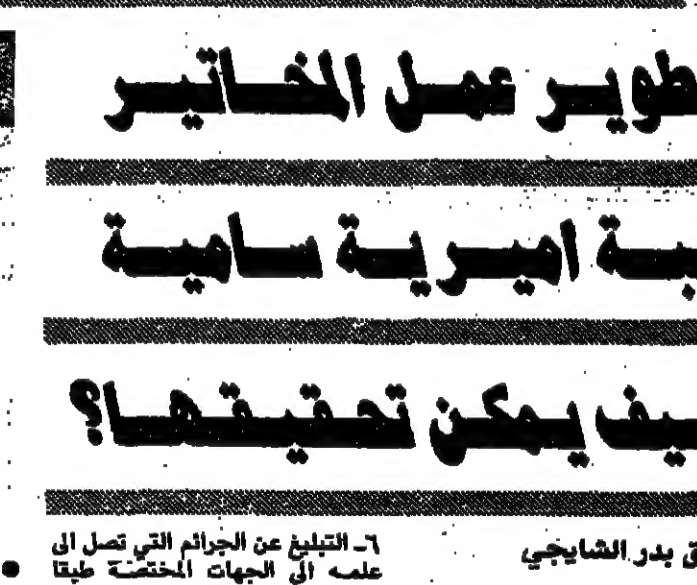 طوير عمل المخاتير
بة اميرية سامية
يف يمكن تحقيقها؟
ق بدر الشايجي
٦ـ التبليغ عن الجرائم التي تصل الى
علمه الى الجهات المختصة طبقا